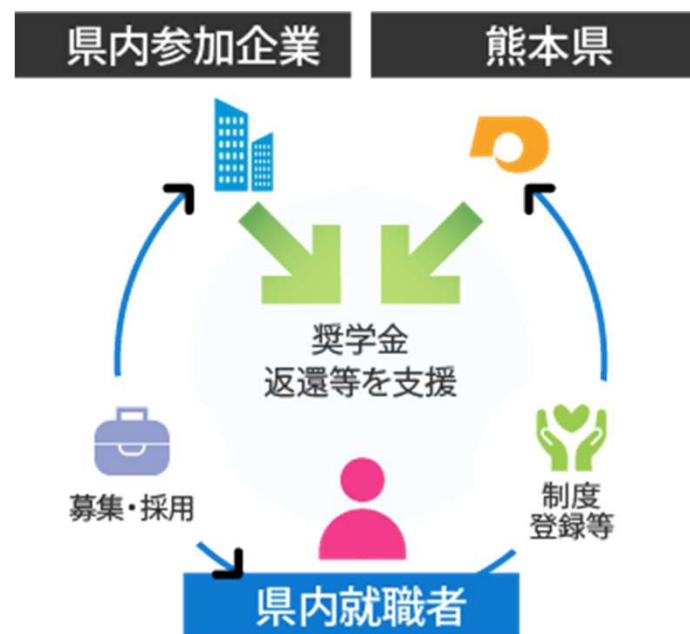 県内参加企業
熊本県
奨学金
返還等を支援
募集・採用
制度
登録等
県内就職者